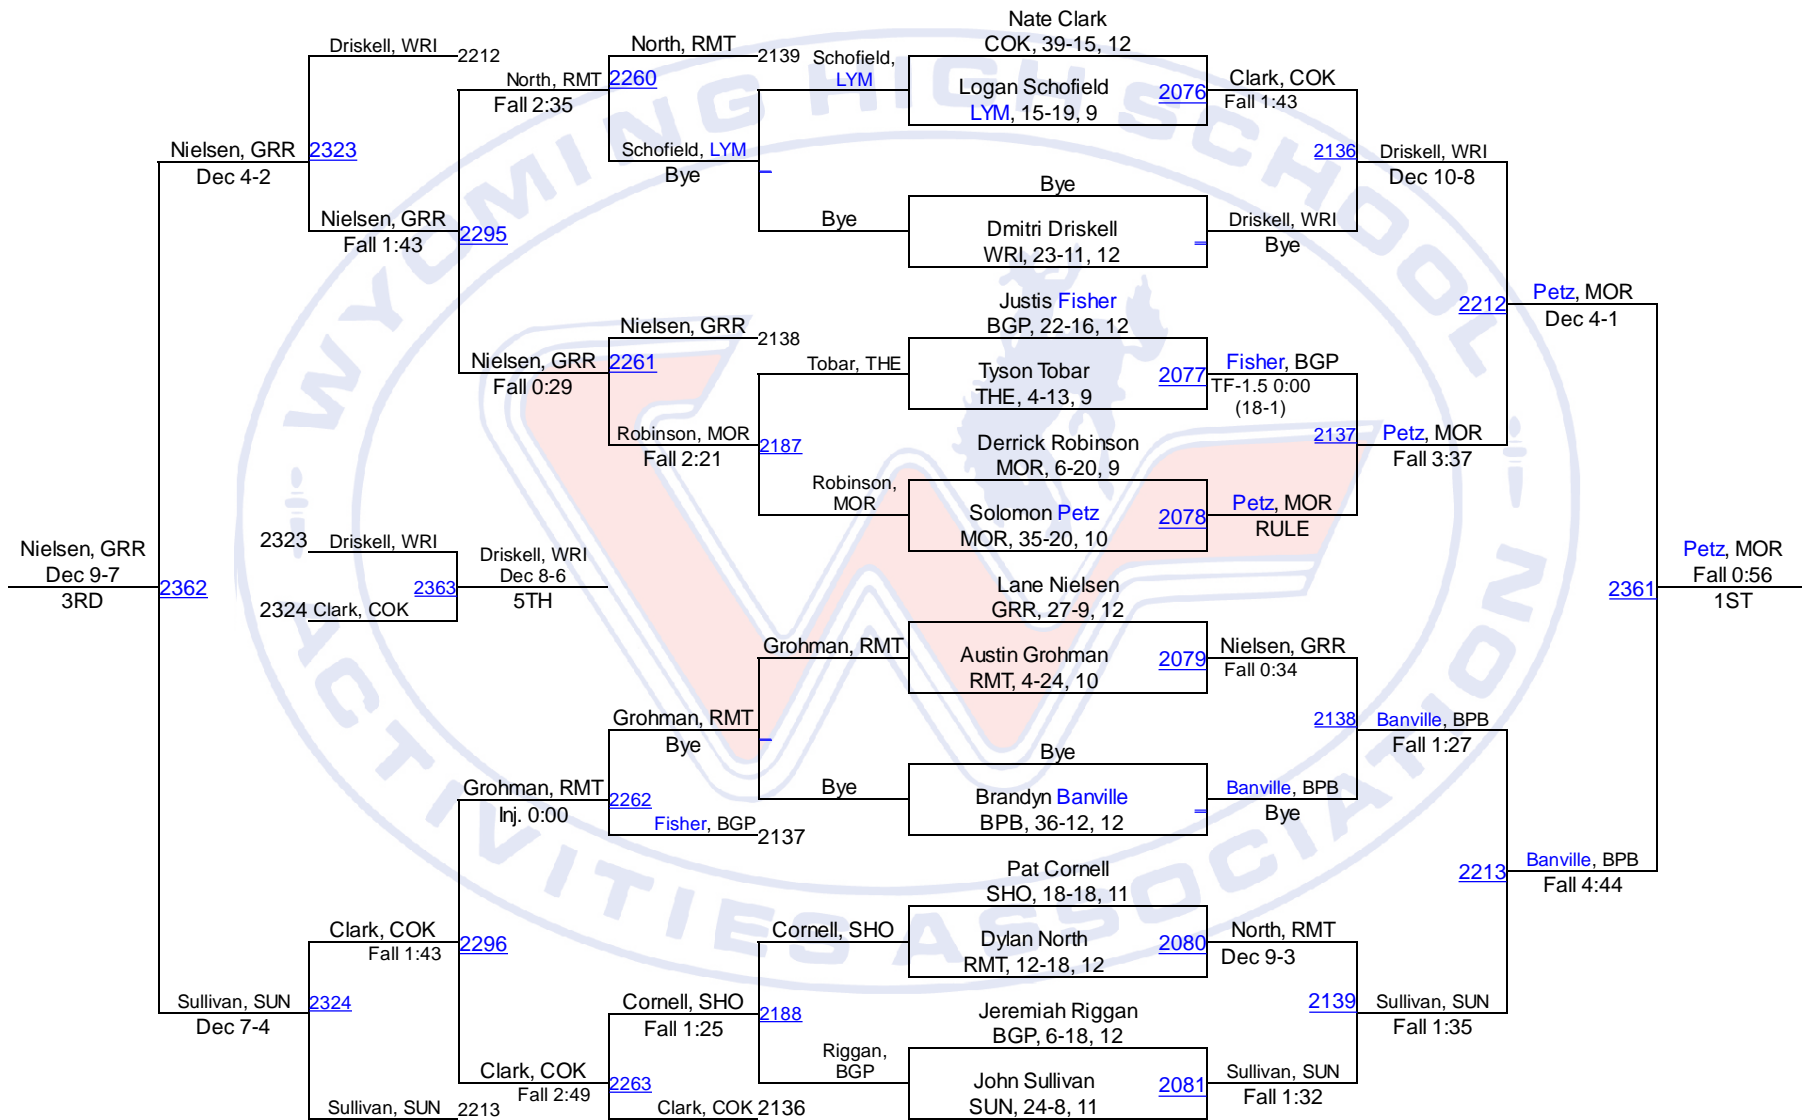 Nate Clark
COK, 39-15, 12
Driskell, WRI
2212
North, RMT
2139
Schofield,
LYM
North, RMT
2260
Fall 2:35
Logan Schofield
LYM, 15-19, 9
2076
Clark, COK
Fall 1:43
Nielsen, GRR
2323
Dec 4-2
Schofield, LYM
Bye
2136
Driskell, WRI
Dec 10-8
Bye
Nielsen, GRR
Fall 1:43
2295
Bye
Dmitri Driskell
WRI, 23-11, 12
Driskell, WRI
Bye
Justis Fisher
BGP, 22-16, 12
2212
Petz, MOR
Dec 4-1
Nielsen, GRR
2138
Nielsen, GRR
2261
Fall 0:29
Tobar, THE
Tyson Tobar
THE, 4-13, 9
2077
Fisher, BGP
TF-1.5 0:00
(18-1)
Robinson, MOR
2187
Fall 2:21
Derrick Robinson
MOR, 6-20, 9
2137
Petz, MOR
Fall 3:37
Robinson,
MOR
Solomon Petz
MOR, 35-20, 10
2078
Petz, MOR
RULE
Nielsen, GRR
Dec 9-7
3RD
2362
2323
Driskell, WRI
2324
Clark, COK
2363
Driskell, WRI
Dec 8-6
5TH
Lane Nielsen
GRR, 27-9, 12
2361
Petz, MOR
Fall 0:56
1ST
Grohman, RMT
Austin Grohman
RMT, 4-24, 10
2079
Nielsen, GRR
Fall 0:34
Grohman, RMT
Bye
2138
Banville, BPB
Fall 1:27
Bye
Grohman, RMT
Inj. 0:00
2262
Fisher, BGP
2137
Bye
Brandyn Banville
BPB, 36-12, 12
Banville, BPB
Bye
Pat Cornell
SHO, 18-18, 11
2213
Banville, BPB
Fall 4:44
Clark, COK
Fall 1:43
2296
Cornell, SHO
Dylan North
RMT, 12-18, 12
2080
North, RMT
Dec 9-3
Sullivan, SUN
2324
Dec 7-4
Cornell, SHO
2188
Fall 1:25
Jeremiah Riggan
BGP, 6-18, 12
2139
Sullivan, SUN
Fall 1:35
Riggan,
BGP
Clark, COK
Fall 2:49
2263
John Sullivan
SUN, 24-8, 11
2081
Sullivan, SUN
Fall 1:32
Sullivan, SUN
2213
Clark, COK
2136
WYOMING HIGH SCHOOL
ACTIVITIES ASSOCIATION